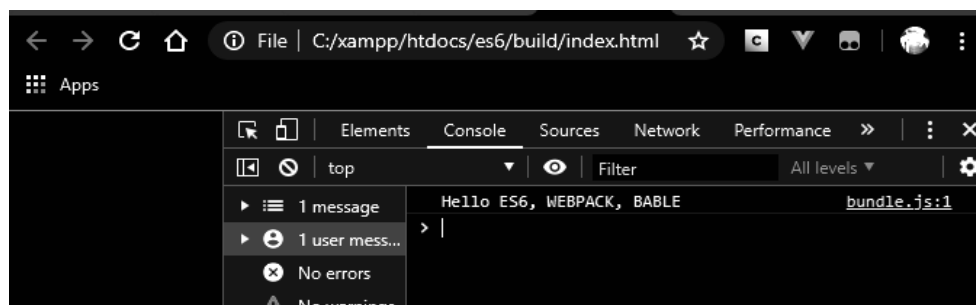 File | C:/xampp/htdocs/es6/build/index.html C
Apps
Elements Console Sources Network Performance »
top Filter All levels
1 message Hello ES6, WEBPACK, BABLE bundle.js:1
1 user mess... >
No errors
No warnings